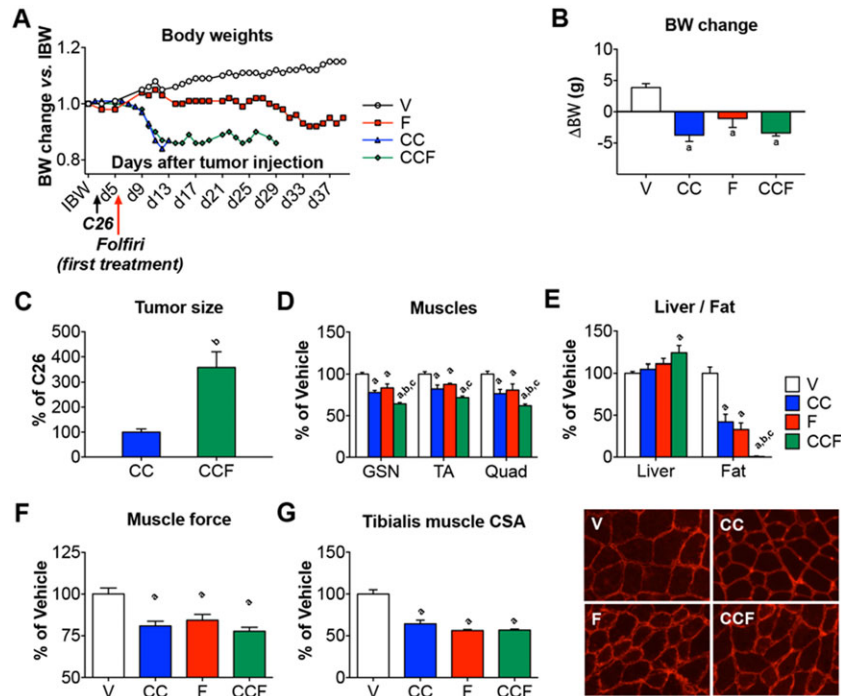 A
Body weights
BW change vs. IBW
1.2
1.0
0.8
V
F
CC
CCF
Days after tumor injection
IBW
d5
d9
d13
d17
d21
d25
d29
d33
d37
C26
Folfiri
(first treatment)
B
BW change
ΔBW (g)
10
5
0
-5
a
a
a
V CC F CCF
C
Tumor size
% of C26
500
400
300
200
100
0
b
CC CCF
D
Muscles
% of Vehicle
150
100
50
0
a a a,b,c
a a a,c
a a a,b,c
GSN TA Quad
E
Liver / Fat
% of Vehicle
150
100
50
0
a
a a a,b,c
Liver Fat
V
CC
F
CCF
F
Muscle force
% of Vehicle
125
100
75
50
a a a
V CC F CCF
G
Tibialis muscle CSA
% of Vehicle
150
100
50
0
a a a
V CC F CCF
V CC
F CCF